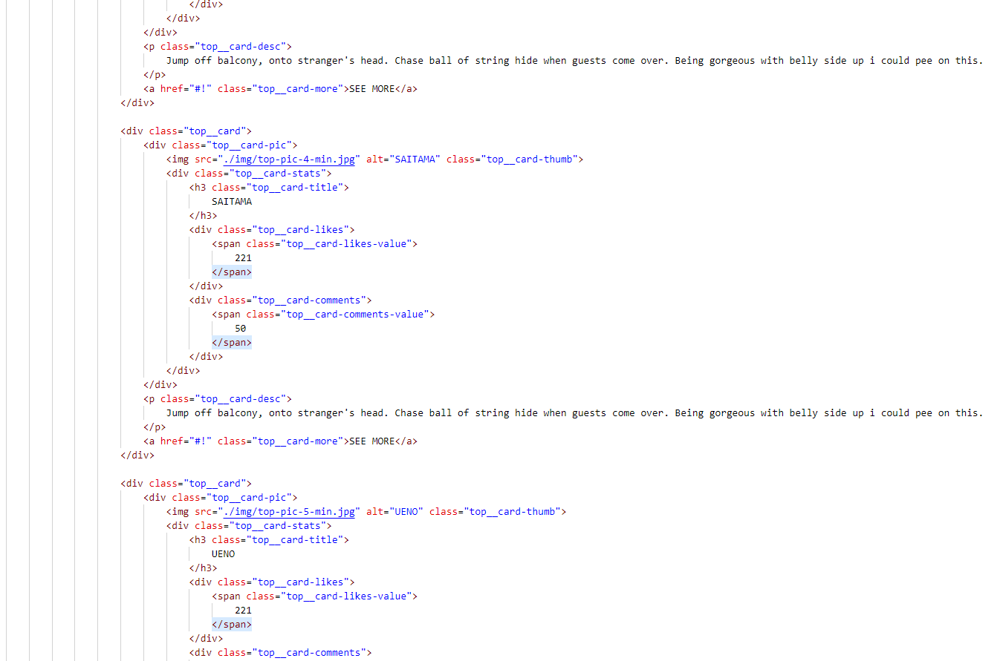 </div>
</div>
</div>
<p class="top__card-desc">
Jump off balcony, onto stranger's head. Chase ball of string hide when guests come over. Being gorgeous with belly side up i could pee on this.
</p>
<a href="#!" class="top__card-more">SEE MORE</a>
</div>
<div class="top__card">
<div class="top__card-pic">
<img src="./img/top-pic-4-min.jpg" alt="SAITAMA" class="top__card-thumb">
<div class="top__card-stats">
<h3 class="top__card-title">
SAITAMA
</h3>
<div class="top__card-likes">
<span class="top__card-likes-value">
221
</span>
</div>
<div class="top__card-comments">
<span class="top__card-comments-value">
50
</span>
</div>
</div>
</div>
<p class="top__card-desc">
Jump off balcony, onto stranger's head. Chase ball of string hide when guests come over. Being gorgeous with belly side up i could pee on this.
</p>
<a href="#!" class="top__card-more">SEE MORE</a>
</div>
<div class="top__card">
<div class="top__card-pic">
<img src="./img/top-pic-5-min.jpg" alt="UENO" class="top__card-thumb">
<div class="top__card-stats">
<h3 class="top__card-title">
UENO
</h3>
<div class="top__card-likes">
<span class="top__card-likes-value">
221
</span>
</div>
<div class="top__card-comments">